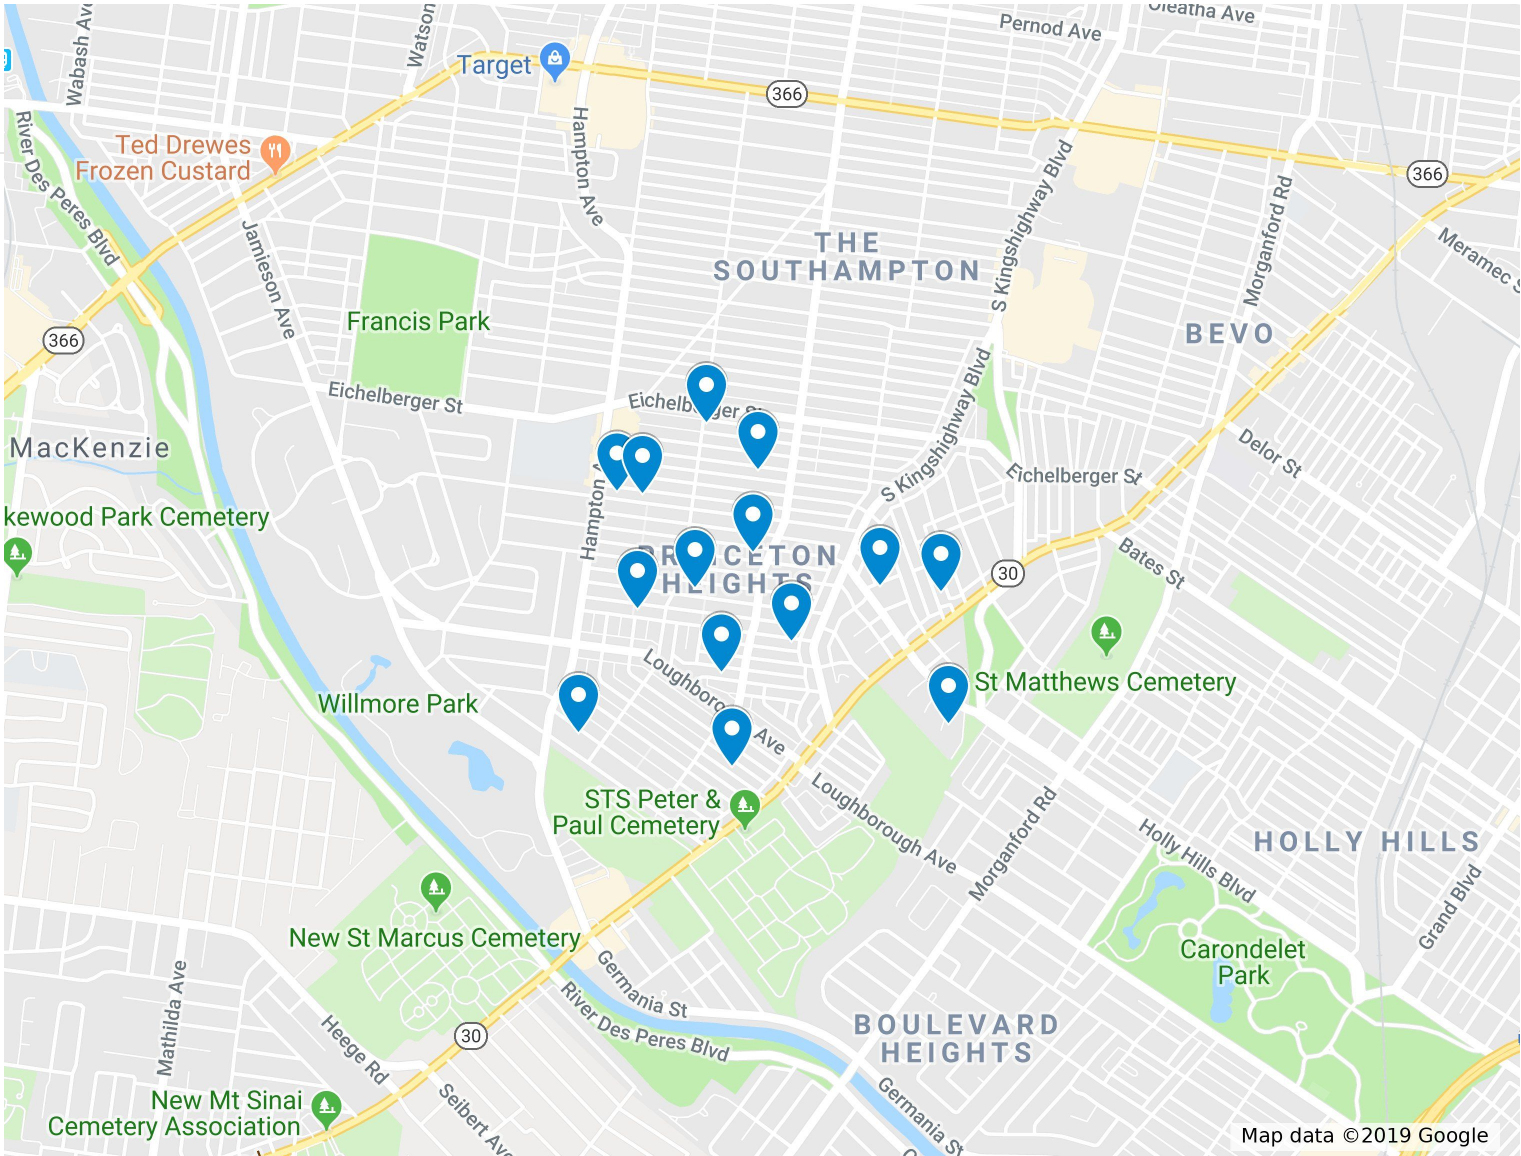 Oleatha Ave
Pernod Ave
Wabash Ave
Watson
Target
366
Hampton Ave
Ted Drewes
Frozen Custard
River Des Peres Blvd
366
Jamieson Ave
THE
SOUTHAMPTON
S Kingshighway Blvd
Morganford Rd
Meramec S
Francis Park
BEVO
366
Eichelberger St
Eichelberger St
S Kingshighway Blvd
MacKenzie
Delor St
Eichelberger St
Hampton A
kewood Park Cemetery
PRINCETON
HEIGHTS
30
Bates St
Loughborough Ave
St Matthews Cemetery
Willmore Park
STS Peter &
Paul Cemetery
Loughborough Ave
Morganford Rd
Holly Hills Blvd
HOLLY HILLS
Grand Blvd
New St Marcus Cemetery
Carondelet
Park
Mathilda Ave
Germania St
River Des Peres Blvd
BOULEVARD
HEIGHTS
Heege Rd
30
Seibert Ave
Germania St
New Mt Sinai
Cemetery Association
Map data ©2019 Google